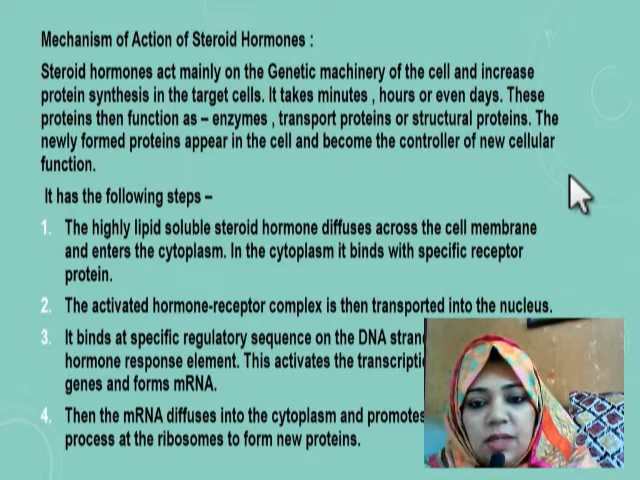 Mechanism of Action of Steroid Hormones :
Steroid hormones act mainly on the Genetic machinery of the cell and increase
protein synthesis in the target cells. It takes minutes , hours or even days. These
proteins then function as – enzymes , transport proteins or structural proteins. The
newly formed proteins appear in the cell and become the controller of new cellular
function.
It has the following steps –
1. The highly lipid soluble steroid hormone diffuses across the cell membrane
and enters the cytoplasm. In the cytoplasm it binds with specific receptor
protein.
2. The activated hormone-receptor complex is then transported into the nucleus.
3. It binds at specific regulatory sequence on the DNA
hormone response element. This activates the
genes and forms mRNA.
4. Then the mRNA diffuses into the cytoplasm and promotes
process at the ribosomes to form new proteins.